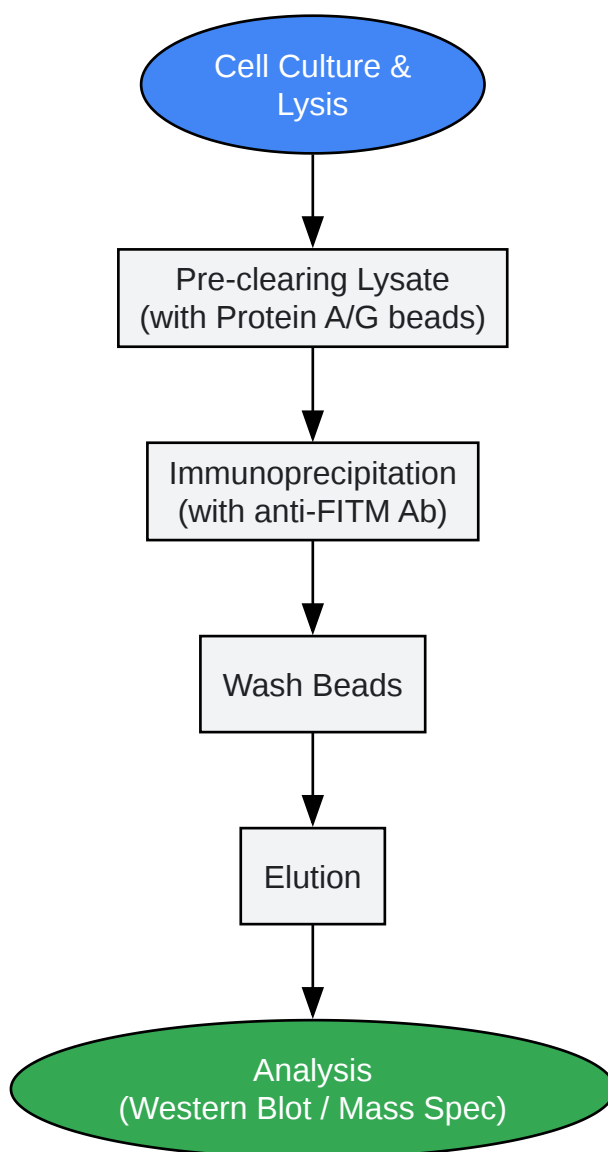 Cell Culture &
Lysis
Pre-clearing Lysate
(with Protein A/G beads)
Immunoprecipitation
(with anti-FITM Ab)
Wash Beads
Elution
Analysis
(Western Blot / Mass Spec)